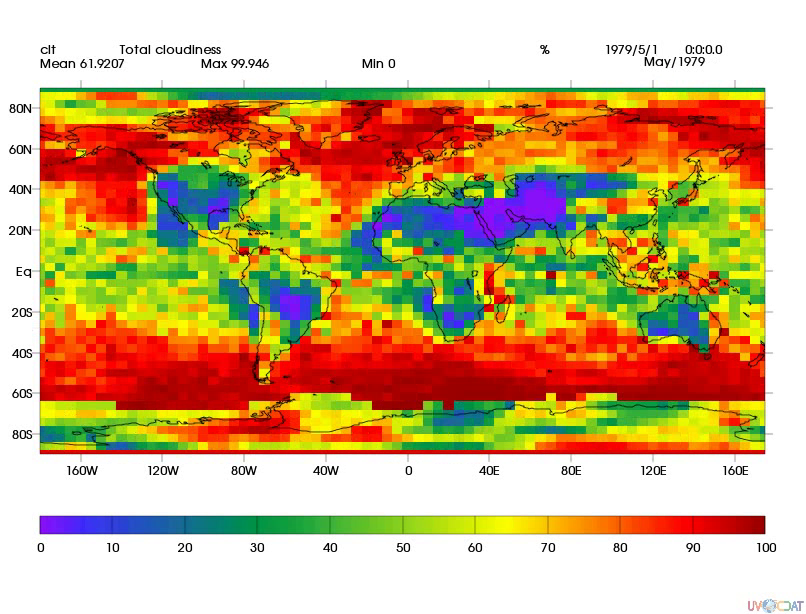 clt Total cloudiness % 1979/5/1 0:0:0.0
Mean 61.9207 Max 99.946 Min 0 May/1979
80N
60N
40N
20N
Eq
20S
40S
60S
80S
160W 120W 80W 40W 0 40E 80E 120E 160E
0 10 20 30 40 50 60 70 80 90 100
UV CDAT